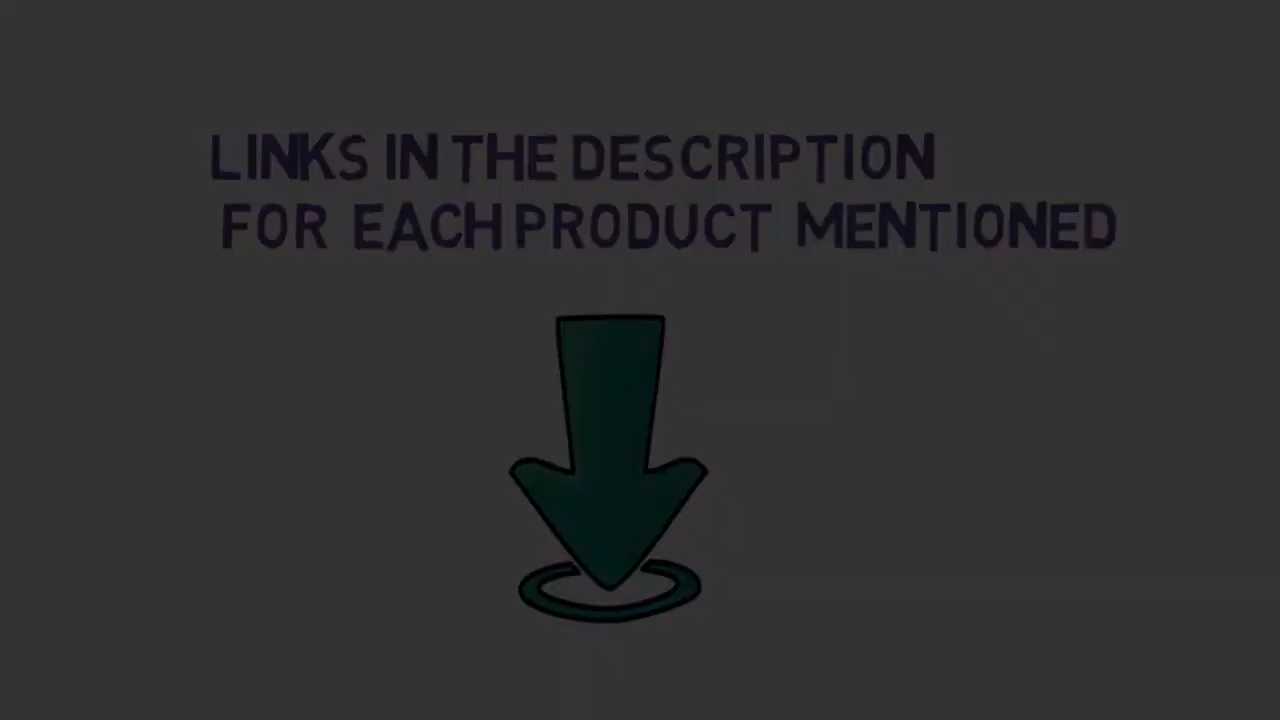 LINKS IN THE DESCRIPTION
FOR EACH PRODUCT MENTIONED